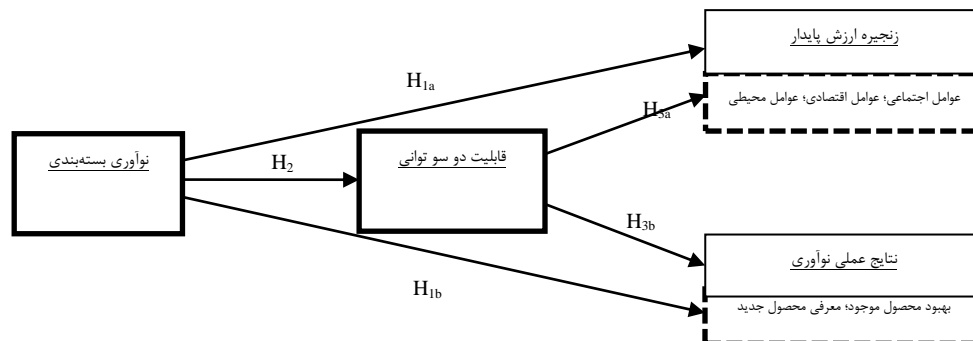 زنجیره ارزش پایدار
H1a
عوامل اجتماعی؛ عوامل اقتصادی؛ عوامل محیطی
H3a
نوآوری بسته‌بندی
H2
قابلیت دو سو توانی
H3b
نتایج عملی نوآوری
H1b
بهبود محصول موجود؛ معرفی محصول جدید